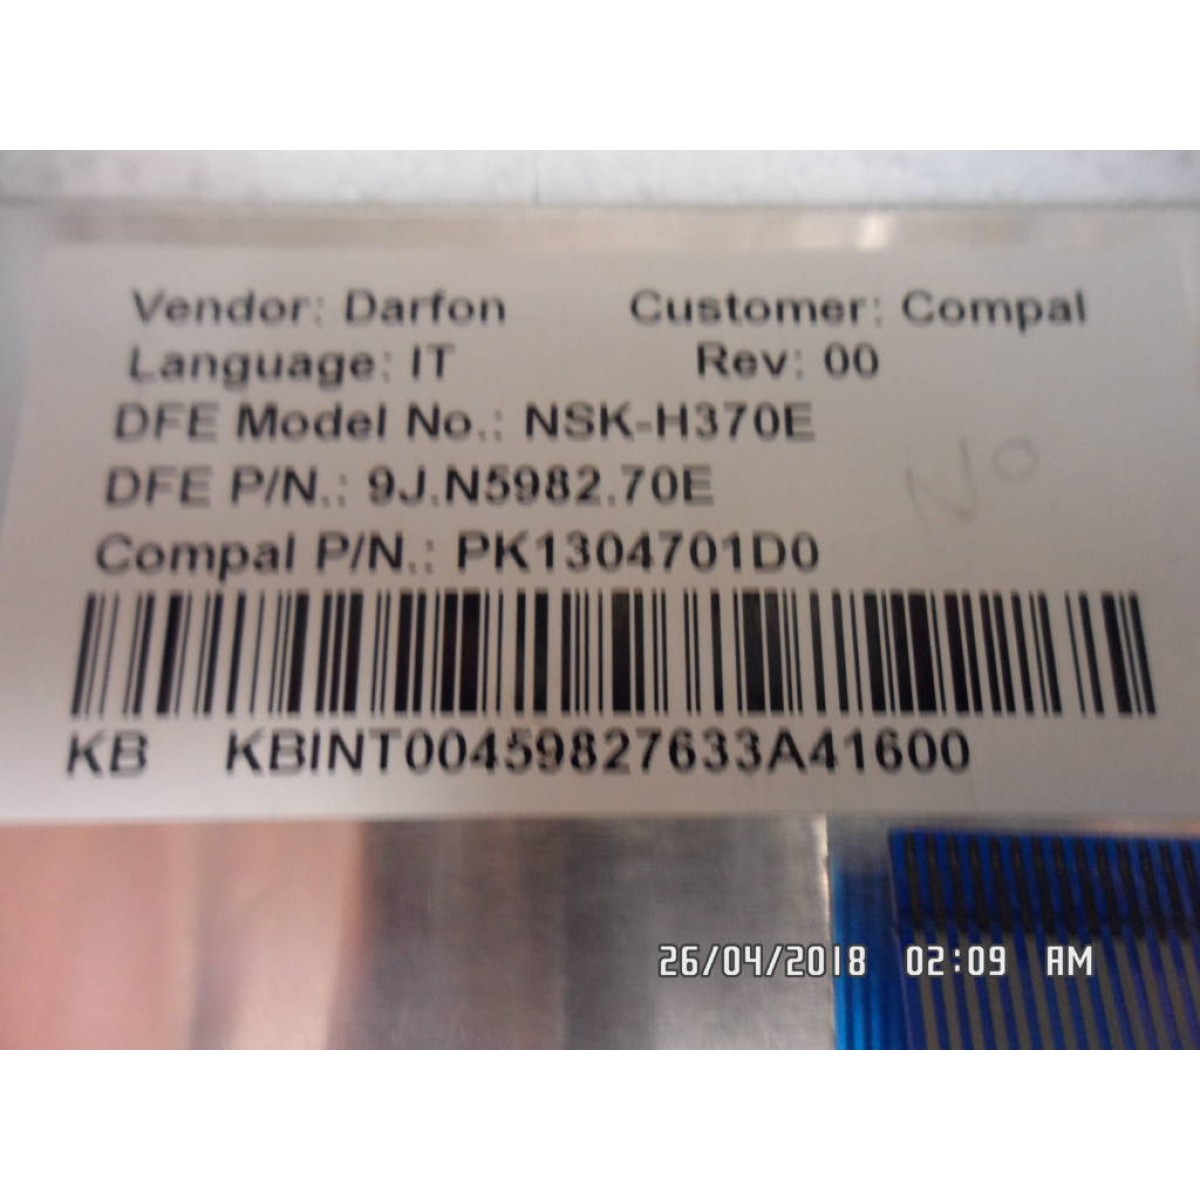 Vendor: Darfon Customer: Compal
Language: IT Rev: 00
DFE Model No.: NSK-H370E
DFE P/N.: 9J.N5982.70E
No
Compal P/N.: PK1304701D0
KB KBINT00459827633A41600
26/04/2018 02:09 AM